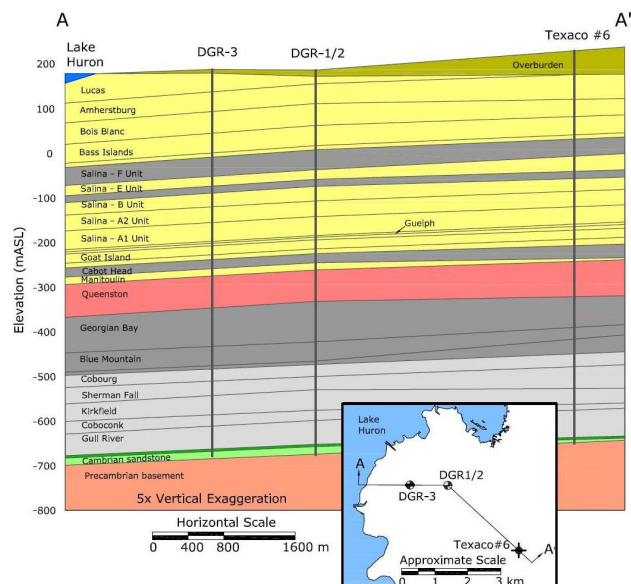 A
A'
Lake
Huron
DGR-3
DGR-1/2
Texaco #6
Elevation (mASL)
200
100
0
-100
-200
-300
-400
-500
-600
-700
-800
Overburden
Lucas
Amherstburg
Bois Blanc
Bass Islands
Salina - F Unit
Salina - E Unit
Salina - B Unit
Salina - A2 Unit
Salina - A1 Unit
Guelph
Goat Island
Cabot Head
Manitoulin
Queenston
Georgian Bay
Blue Mountain
Cobourg
Sherman Fall
Kirkfield
Coboconk
Gull River
Cambrian sandstone
Precambrian basement
5x Vertical Exaggeration
Horizontal Scale
0 400 800 1600 m
Lake
Huron
A
DGR1/2
DGR-3
Texaco#6
A'
Approximate Scale
0 1 2 3 km